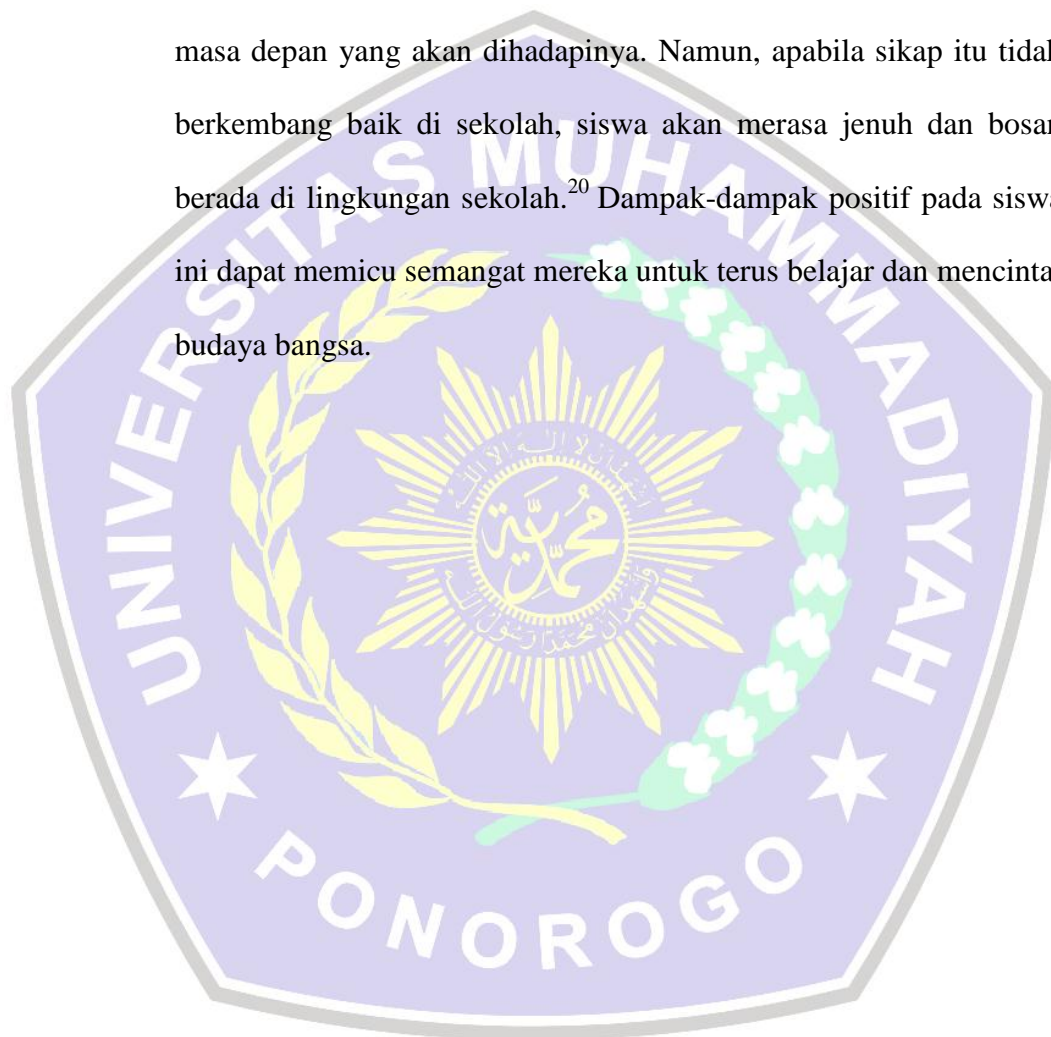 masa depan yang akan dihadapinya. Namun, apabila sikap itu tidak
berkembang baik di sekolah, siswa akan merasa jenuh dan bosan
berada di lingkungan sekolah.20 Dampak-dampak positif pada siswa
ini dapat memicu semangat mereka untuk terus belajar dan mencintai
budaya bangsa.
UNIVERSITAS MUHAMMADIYAH
PONOROGO
محمدية